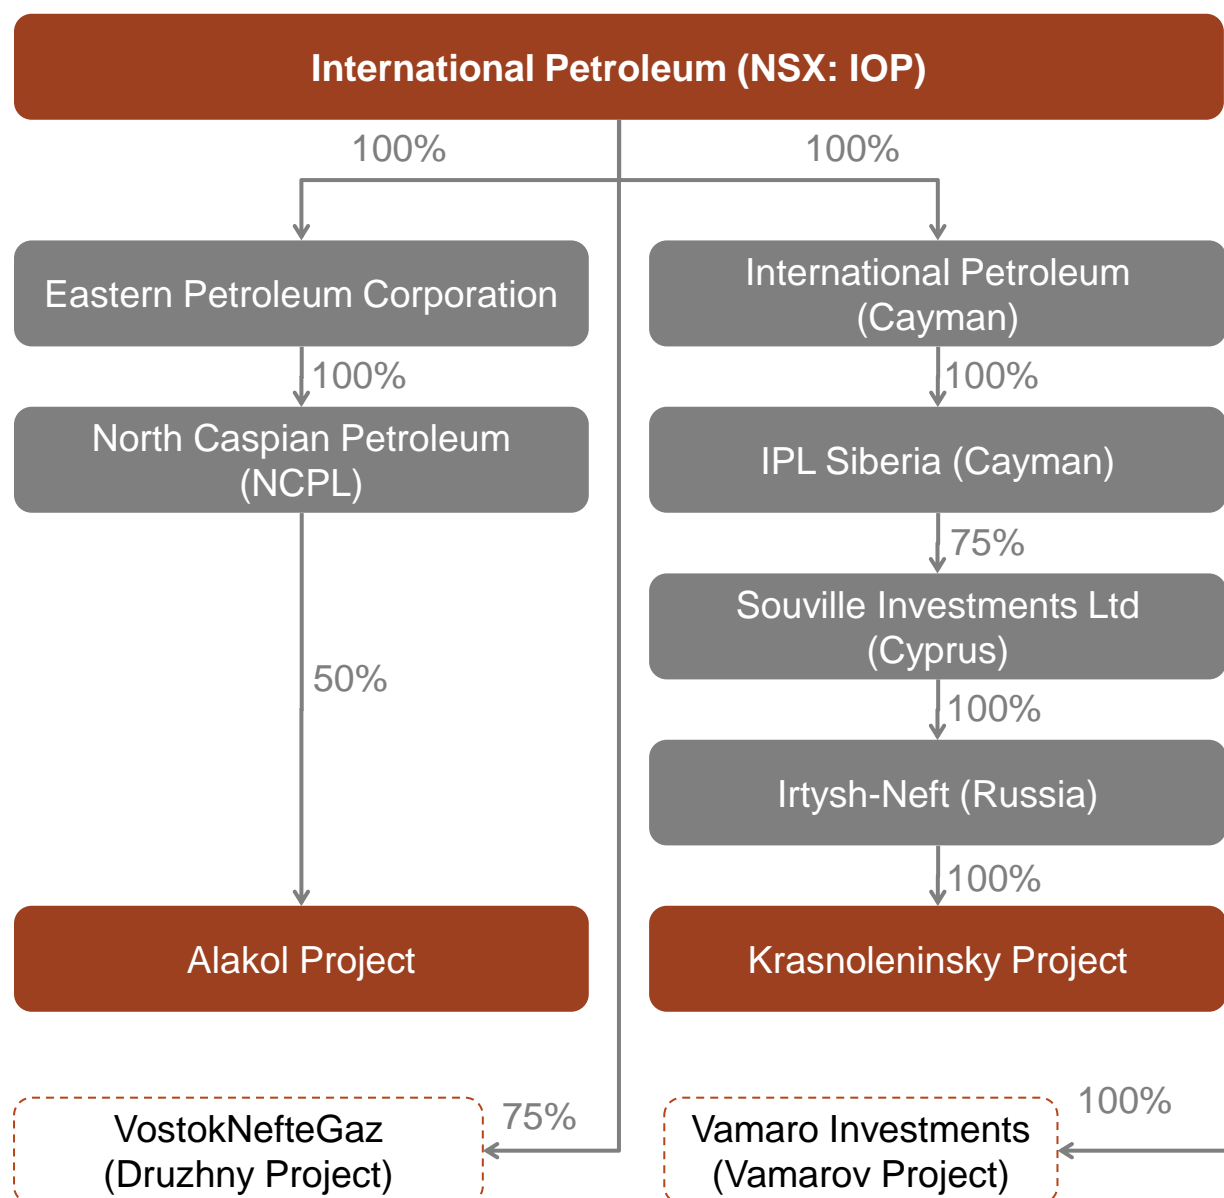 International Petroleum (NSX: IOP)
100%
100%
Eastern Petroleum Corporation
International Petroleum
(Cayman)
100%
100%
North Caspian Petroleum
(NCPL)
IPL Siberia (Cayman)
75%
Souville Investments Ltd
(Cyprus)
50%
100%
Irtysh-Neft (Russia)
100%
Alakol Project
Krasnoleninsky Project
VostokNefteGaz
(Druzhny Project)
75%
Vamaro Investments
(Vamarov Project)
100%